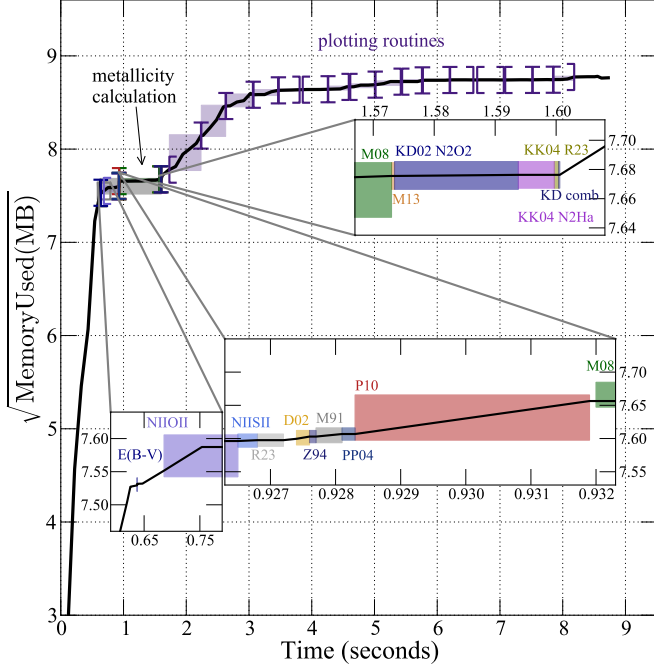 plotting routines
metallicity
calculation
9
8
7
6
5
4
3
√MemoryUsed(MB)
1.57 1.58 1.59 1.60
M08 KD02 N2O2 KK04 R23
M13 KD comb
KK04 N2Ha
7.70
7.68
7.66
7.64
P10 M08
D02 M91
NIISII R23 Z94 PP04
7.70
7.65
7.60
7.55
0.927 0.928 0.929 0.930 0.931 0.932
NIIOII
E(B-V)
7.60
7.55
7.50
0.65 0.75
0 1 2 3 4 5 6 7 8 9
Time (seconds)